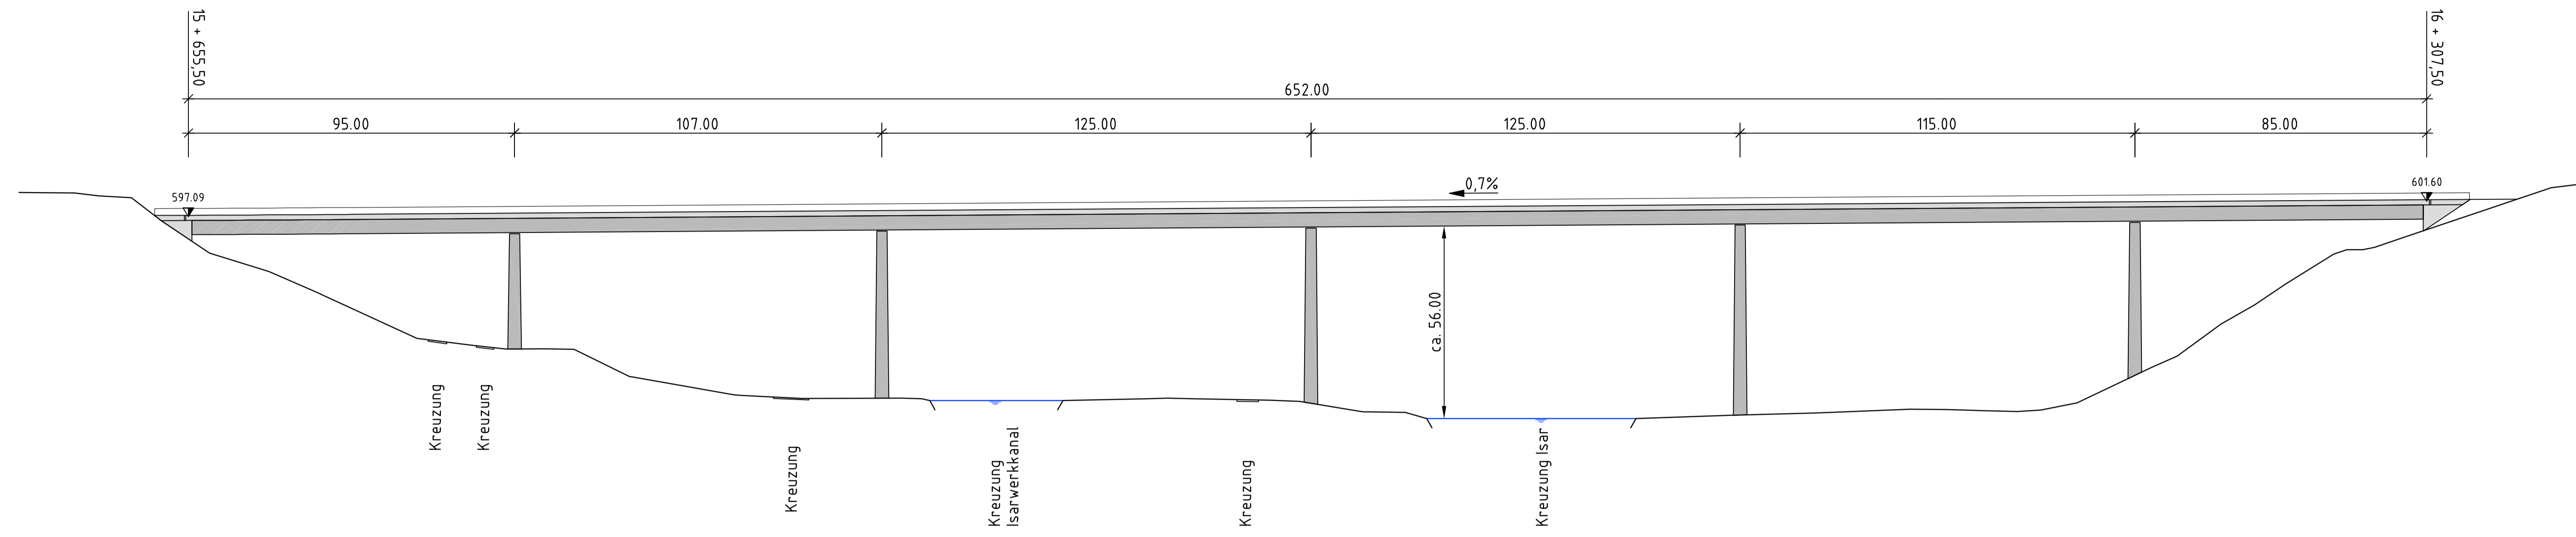 15 + 655,50
16 + 307,50
652.00
95.00
107.00
125.00
125.00
115.00
85.00
0,7%
597.09
601.60
ca. 56.00
Kreuzung
Kreuzung
Kreuzung
Kreuzung
Isarwerkkanal
Kreuzung
Kreuzung Isar